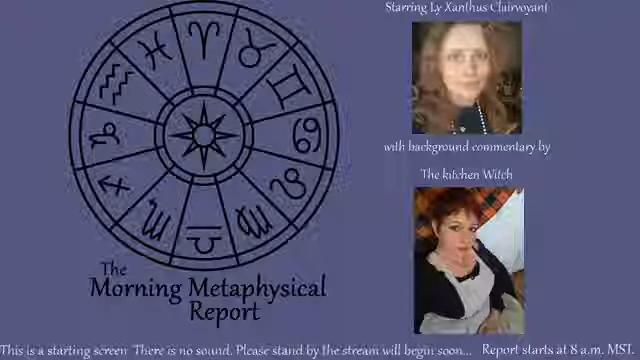 Starring Ly Xanthus Clairvoyant
with background commentary by
The kitchen Witch
The
Morning Metaphysical
Report
This is a starting screen There is no sound. Please stand by the stream will begin soon... Report starts at 8 a.m. MST.